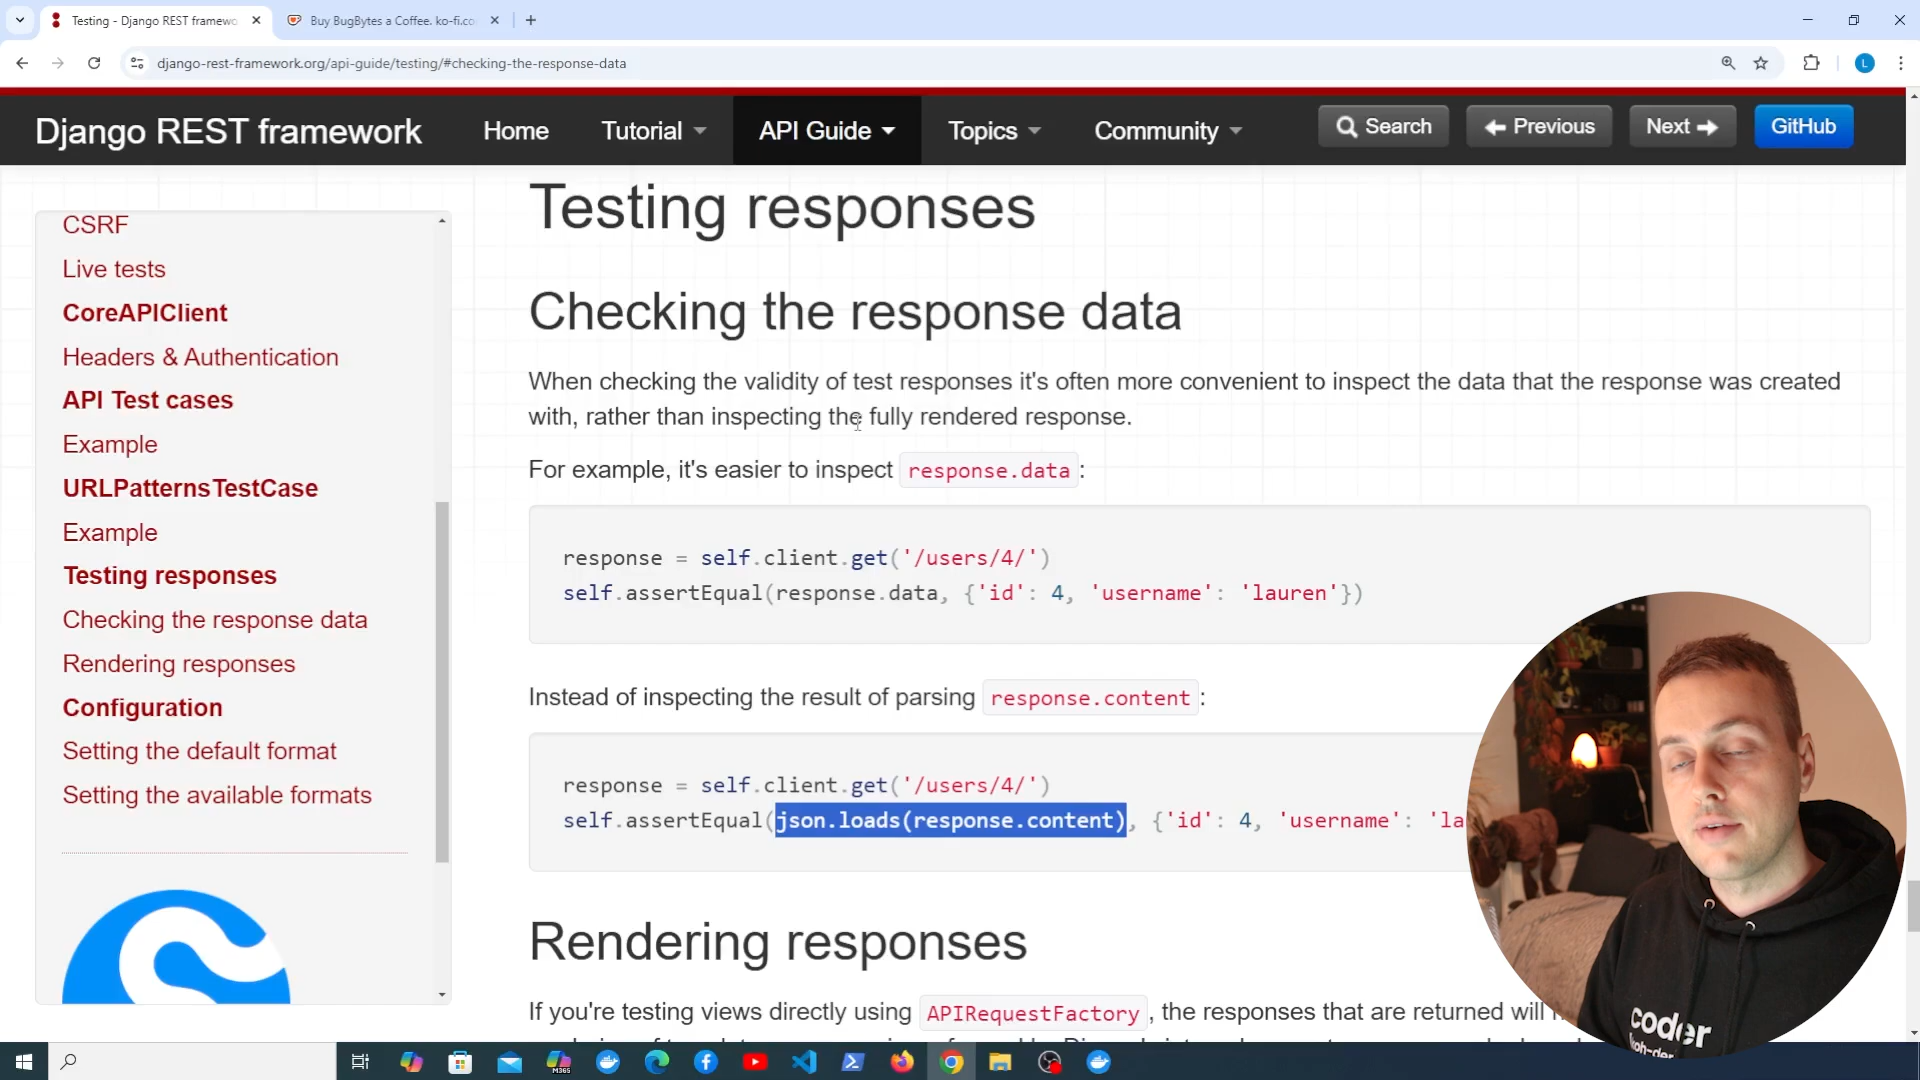 Testing - Django REST framewo
Buy BugBytes a Coffee. ko-fi.co
django-rest-framework.org/api-guide/testing/#checking-the-response-data
L
Django REST framework
Home
Tutorial
API Guide
Topics
Community
Search
Previous
Next
GitHub
CSRF
Live tests
CoreAPIClient
Headers & Authentication
API Test cases
Example
URLPatternsTestCase
Example
Testing responses
Checking the response data
Rendering responses
Configuration
Setting the default format
Setting the available formats
Testing responses
Checking the response data
When checking the validity of test responses it's often more convenient to inspect the data that the response was created
with, rather than inspecting the fully rendered response.
For example, it's easier to inspect response.data:
response = self.client.get('/users/4/')
self.assertEqual(response.data, {'id': 4, 'username': 'lauren'})
Instead of inspecting the result of parsing response.content:
response = self.client.get('/users/4/')
self.assertEqual(json.loads(response.content), {'id': 4, 'username': 'la
Rendering responses
If you're testing views directly using APIRequestFactory, the responses that are returned will
coder
M365